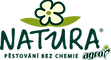 NATURA®
PĚSTOVÁNÍ BEZ CHEMIE agro